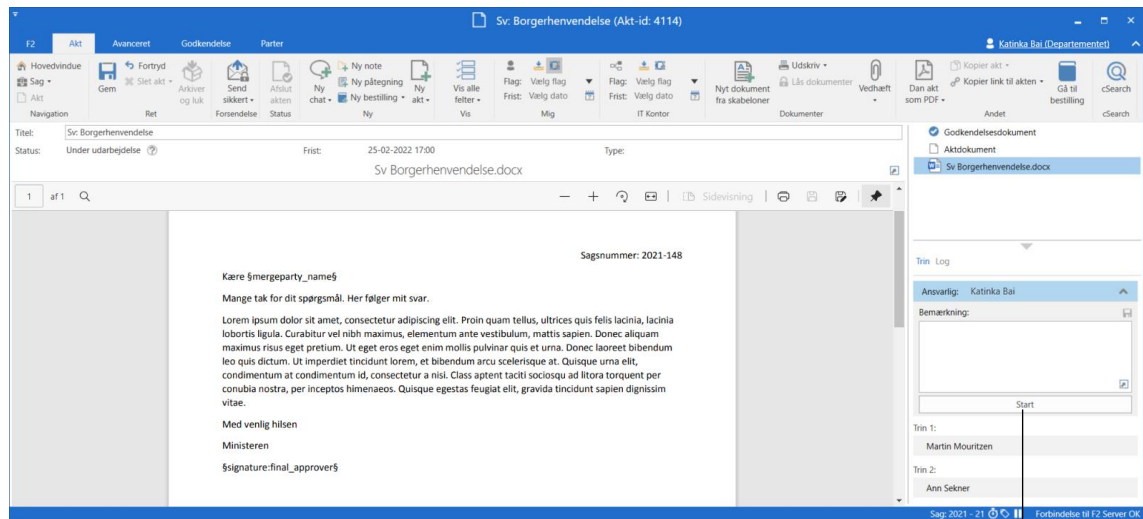 Sv: Borgerhenvendelse (Akt-id: 4114)
F2 Akt Avanceret Godkendelse Parter Katinka Bai (Departementet)
Hovedvindue
Sag
Akt
Navigation
Gem
Fortryd
Slet akt
Ret
Arkiver og luk
Send sikkert
Forsendelse
Afslut akten
Status
Ny chat
Ny note
Ny påtegning
Ny bestilling
Ny akt
Ny
Vis alle felter
Vis
Flag: Vælg flag
Frist: Vælg dato
Mig
Flag: Vælg flag
Frist: Vælg dato
IT Kontor
Nyt dokument fra skabeloner
Udskriv
Lås dokumenter
Vedhæft
Dokumenter
Dan akt som PDF
Kopier akt
Kopier link til akten
Gå til bestilling
Andet
cSearch
cSearch
Titel: Sv: Borgerhenvendelse
Status: Under udarbejdelse Frist: 25-02-2022 17:00 Type:
Sv Borgerhenvendelse.docx
1 af 1 Sidevisning
Sagsnummer: 2021-148
Kære §mergeparty_name§
Mange tak for dit spørgsmål. Her følger mit svar.
Lorem ipsum dolor sit amet, consectetur adipiscing elit. Proin quam tellus, ultrices quis felis lacinia, lacinia
lobortis ligula. Curabitur vel nibh maximus, elementum ante vestibulum, mattis sapien. Donec aliquam
maximus risus eget pretium. Ut eget eros eget enim mollis pulvinar quis et urna. Donec laoreet bibendum
leo quis dictum. Ut imperdiet tincidunt lorem, et bibendum arcu scelerisque at. Quisque urna elit,
condimentum at condimentum id, consectetur a nisi. Class aptent taciti sociosqu ad litora torquent per
conubia nostra, per inceptos himenaeos. Quisque egestas feugiat elit, gravida tincidunt sapien dignissim
vitae.
Med venlig hilsen
Ministeren
§signature:final_approver§
Godkendelsesdokument
Aktdokument
Sv Borgerhenvendelse.docx
Trin Log
Ansvarlig: Katinka Bai
Bemærkning:
Start
Trin 1:
Martin Mouritzen
Trin 2:
Ann Sekner
Sag: 2021 - 21 Forbindelse til F2 Server OK